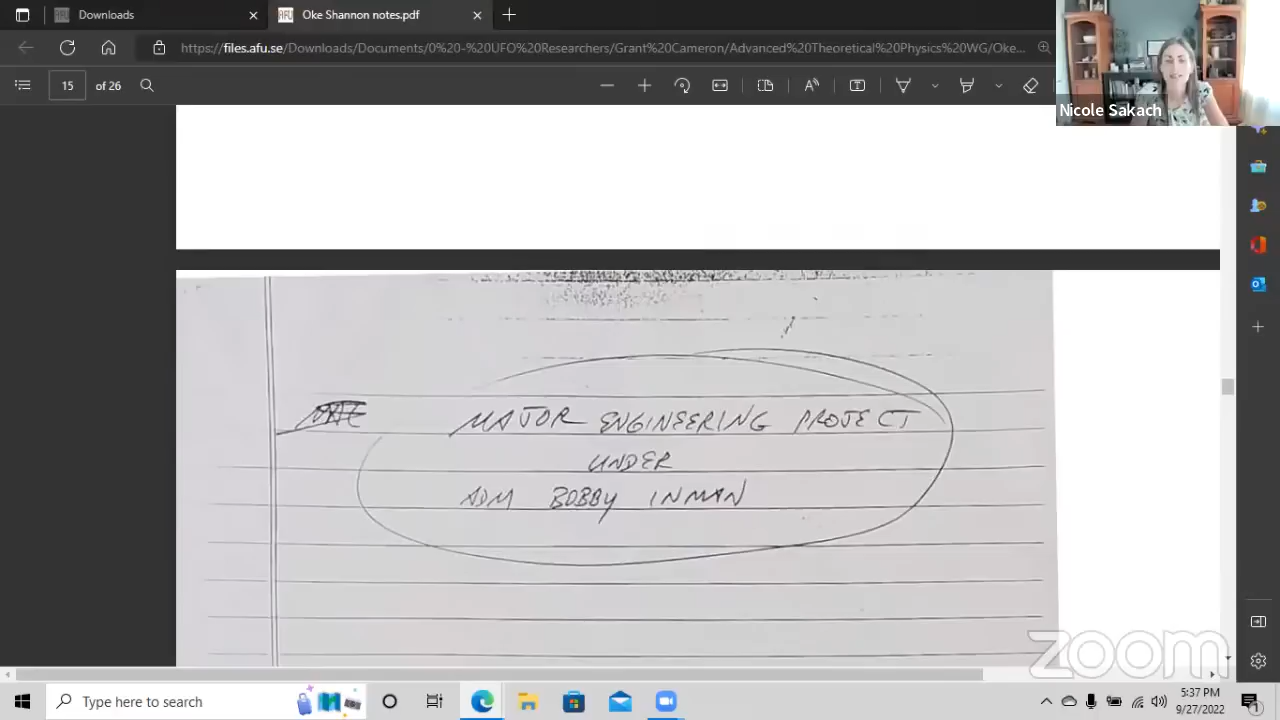 Downloads
Oke Shannon notes.pdf
https://files.afu.se/Downloads/Documents/0%20-%20UFO%20Researchers/Grant%20Cameron/Advanced%20Theoretical%20Physics%20WG/Oke...
15 of 26
Nicole Sakach
MAJOR ENGINEERING PROJECT
UNDER
ADM BOBBY INMAN
zoom
Type here to search
5:37 PM
9/27/2022